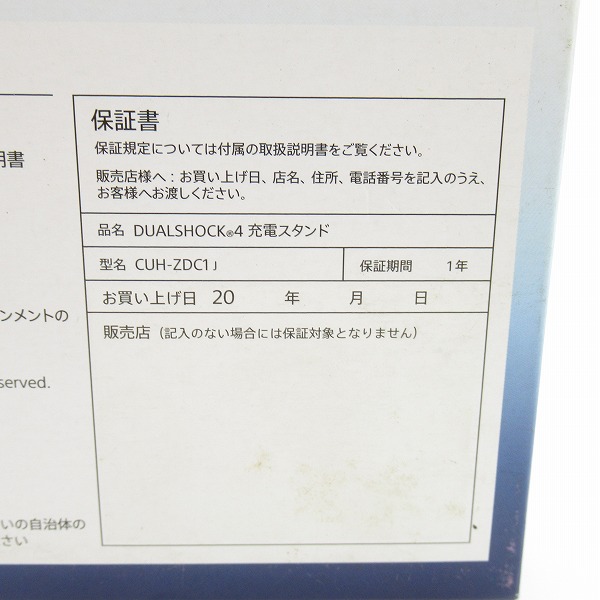 保証書
保証規定については付属の取扱説明書をご覧ください。
販売店様へ：お買い上げ日、店名、住所、電話番号を記入のうえ、
お客様へお渡しください。
品名 DUALSHOCK®4 充電スタンド
型名 CUH-ZDC1J 保証期間 1年
お買い上げ日 20 年 月 日
販売店（記入のない場合には保証対象となりません）
明書
ンメントの
served.
いの自治体の
さい